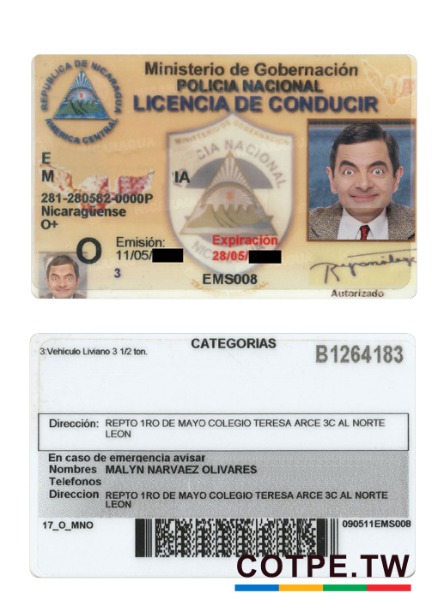 REPUBLICA DE NICARAGUA
AMERICA CENTRAL
Ministerio de Gobernación
POLICIA NACIONAL
LICENCIA DE CONDUCIR
MINISTERIO DE GOBERNACION
CIA NACIONAL
E
M IA
281-280582-0000P
Nicaragüense
O+
O
Emisión: Expiración
11/05/ 28/05/
3
EMS008
Autorizado
CATEGORIAS
3:Vehiculo Liviano 3 1/2 ton.
B1264183
Dirección: REPTO 1RO DE MAYO COLEGIO TERESA ARCE 3C AL NORTE
LEON
En caso de emergencia avisar
Nombres MALYN NARVAEZ OLIVARES
Telefonos
Direccion REPTO 1RO DE MAYO COLEGIO TERESA ARCE 3C AL NORTE
LEON
17_O_MNO 090511EMS008
COTPE.TW